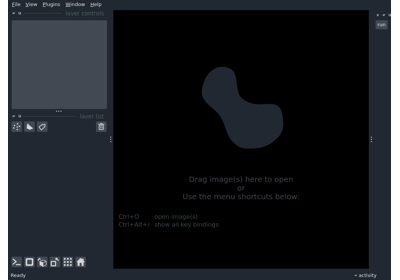 File View Plugins Window Help
layer controls
layer list
Drag image(s) here to open
or
Use the menu shortcuts below:
Ctrl+O open image(s)
Ctrl+Alt+/ show all key bindings
Ready
activity